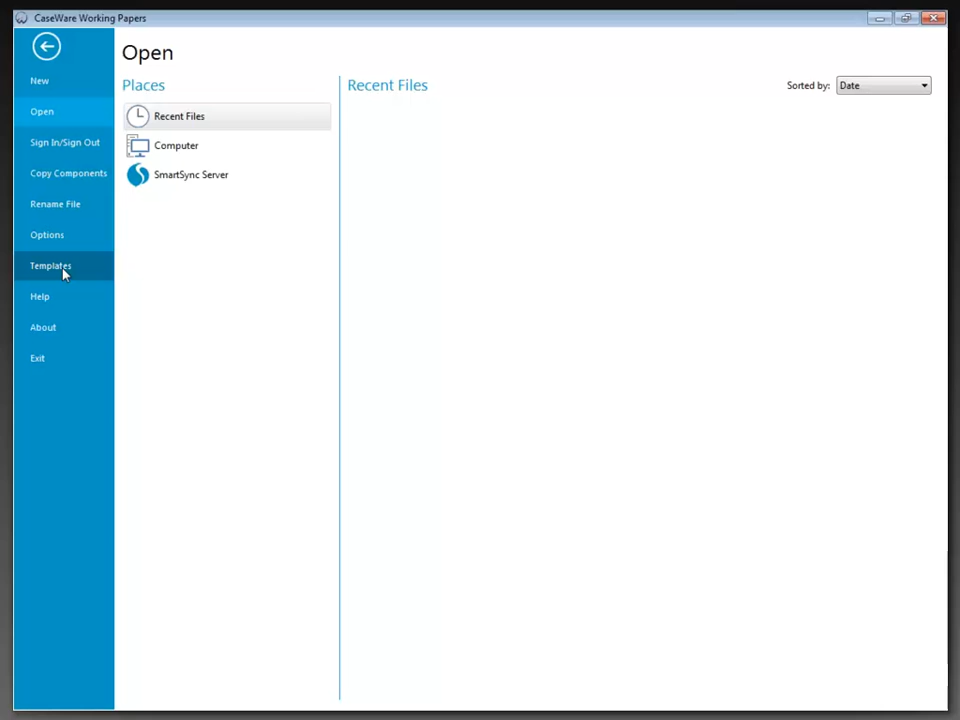 CaseWare Working Papers
New
Open
Sign In/Sign Out
Copy Components
Rename File
Options
Templates
Help
About
Exit
Open
Places
Recent Files
Computer
SmartSync Server
Recent Files
Sorted by: Date